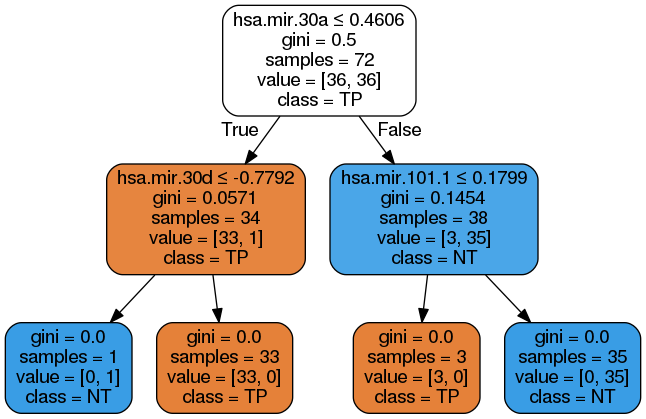 hsa.mir.30a ≤ 0.4606
gini = 0.5
samples = 72
value = [36, 36]
class = TP
True
False
hsa.mir.30d ≤ -0.7792
gini = 0.0571
samples = 34
value = [33, 1]
class = TP
hsa.mir.101.1 ≤ 0.1799
gini = 0.1454
samples = 38
value = [3, 35]
class = NT
gini = 0.0
samples = 1
value = [0, 1]
class = NT
gini = 0.0
samples = 33
value = [33, 0]
class = TP
gini = 0.0
samples = 3
value = [3, 0]
class = TP
gini = 0.0
samples = 35
value = [0, 35]
class = NT